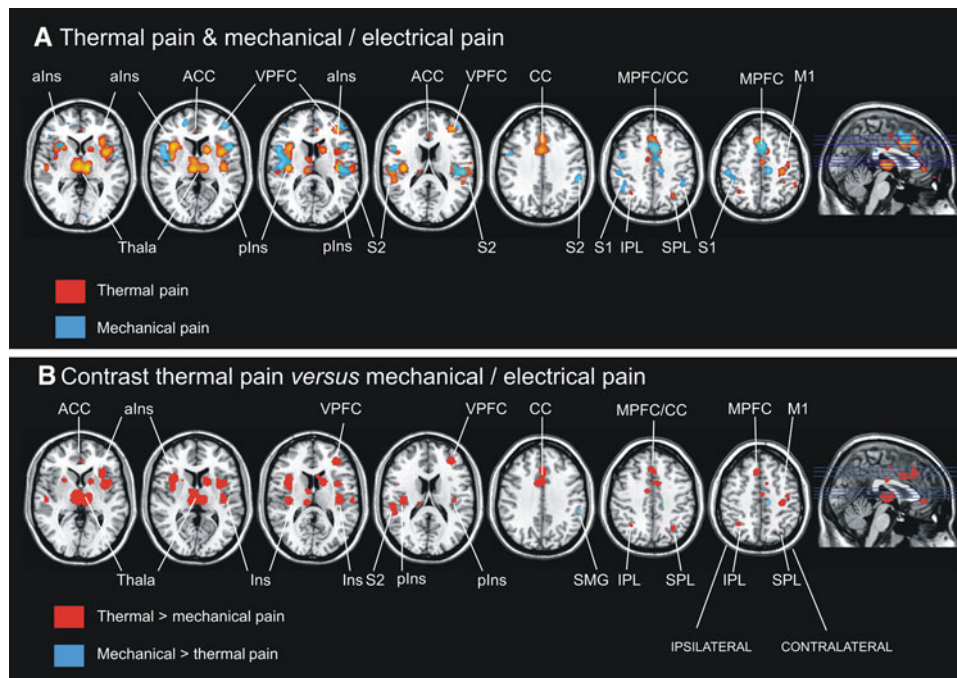 A Thermal pain & mechanical / electrical pain
aIns aIns ACC VPFC aIns ACC VPFC CC MPFC/CC MPFC M1
Thala pIns pIns S2 S2 S2 S1 IPL SPL S1
Thermal pain
Mechanical pain
B Contrast thermal pain versus mechanical / electrical pain
ACC aIns VPFC VPFC CC MPFC/CC MPFC M1
Thala Ins Ins S2 pIns pIns SMG IPL SPL IPL SPL
Thermal > mechanical pain
Mechanical > thermal pain
IPSILATERAL CONTRALATERAL